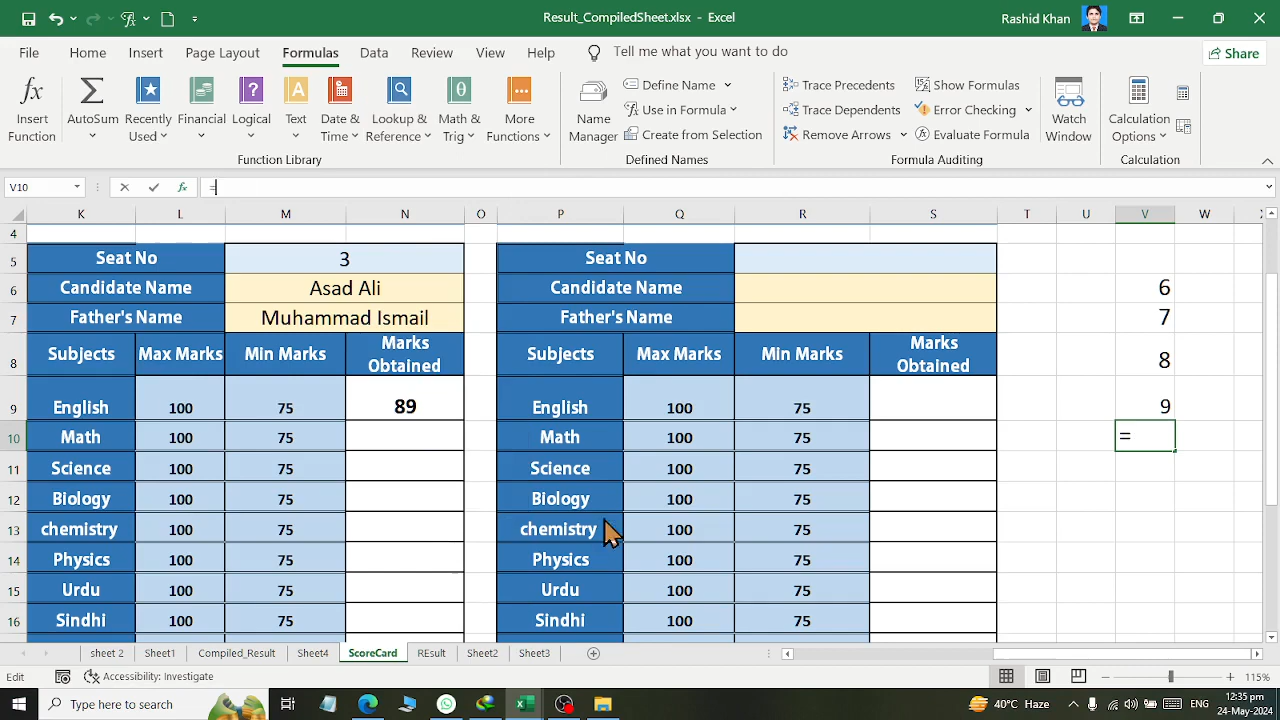 Result_CompiledSheet.xlsx - Excel
Rashid Khan
File Home Insert Page Layout Formulas Data Review View Help Tell me what you want to do Share
Insert Function
AutoSum
Recently Used
Financial
Logical
Text
Date & Time
Lookup & Reference
Math & Trig
More Functions
Function Library
Name Manager
Define Name
Use in Formula
Create from Selection
Defined Names
Trace Precedents
Trace Dependents
Remove Arrows
Show Formulas
Error Checking
Evaluate Formula
Formula Auditing
Watch Window
Calculation Options
Calculation
V10 fx =
K L M N O P Q R S T U V W X
4
5 Seat No 3 Seat No
6 Candidate Name Asad Ali Candidate Name 6
7 Father's Name Muhammad Ismail Father's Name 7
8 Subjects Max Marks Min Marks Marks Obtained Subjects Max Marks Min Marks Marks Obtained 8
9 English 100 75 89 English 100 75 9
10 Math 100 75 Math 100 75 =
11 Science 100 75 Science 100 75
12 Biology 100 75 Biology 100 75
13 chemistry 100 75 chemistry 100 75
14 Physics 100 75 Physics 100 75
15 Urdu 100 75 Urdu 100 75
16 Sindhi 100 75 Sindhi 100 75
sheet 2 Sheet1 Compiled_Result Sheet4 ScoreCard REsult Sheet2 Sheet3
Edit Accessibility: Investigate 115%
Type here to search 40°C Haze 12:35 pm
24-May-2024